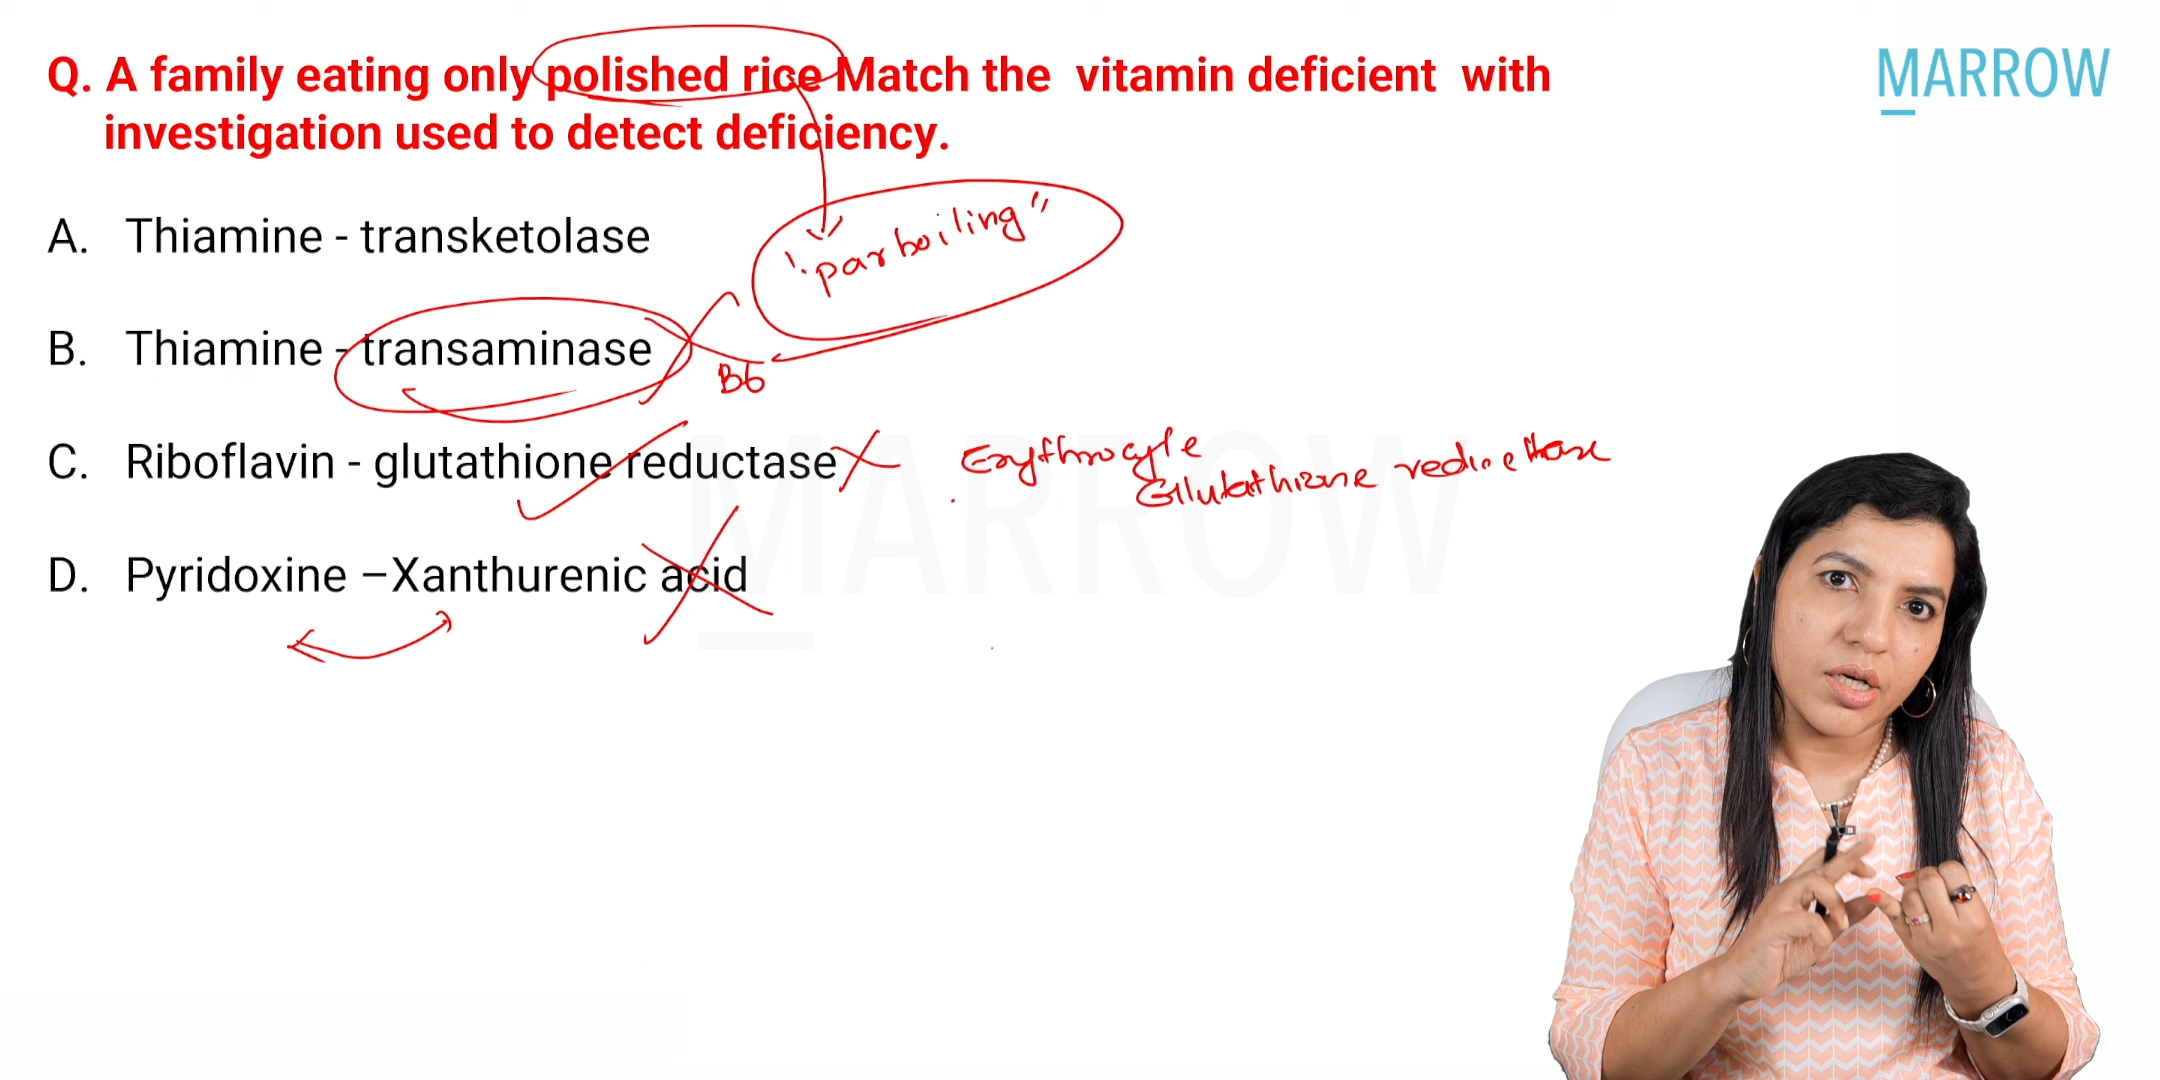 MARROW
Q. A family eating only polished rice Match the vitamin deficient with
investigation used to detect deficiency.
A. Thiamine - transketolase
"parboiling"
B. Thiamine - transaminase
B6
C. Riboflavin - glutathione reductase
Erythrocyte
Glutathione reductase
D. Pyridoxine –Xanthurenic acid
MARROW